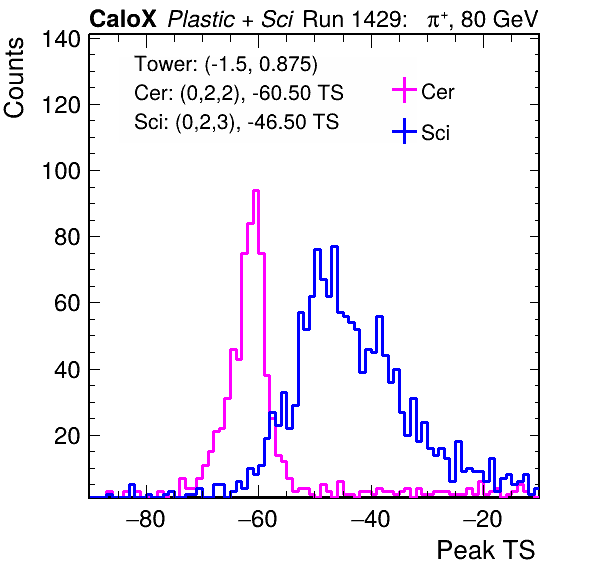 CaloX Plastic + Sci Run 1429: π⁺, 80 GeV
Counts
140
120
100
80
60
40
20
Tower: (-1.5, 0.875)
Cer: (0,2,2), -60.50 TS
Sci: (0,2,3), -46.50 TS
Cer
Sci
−80 −60 −40 −20
Peak TS